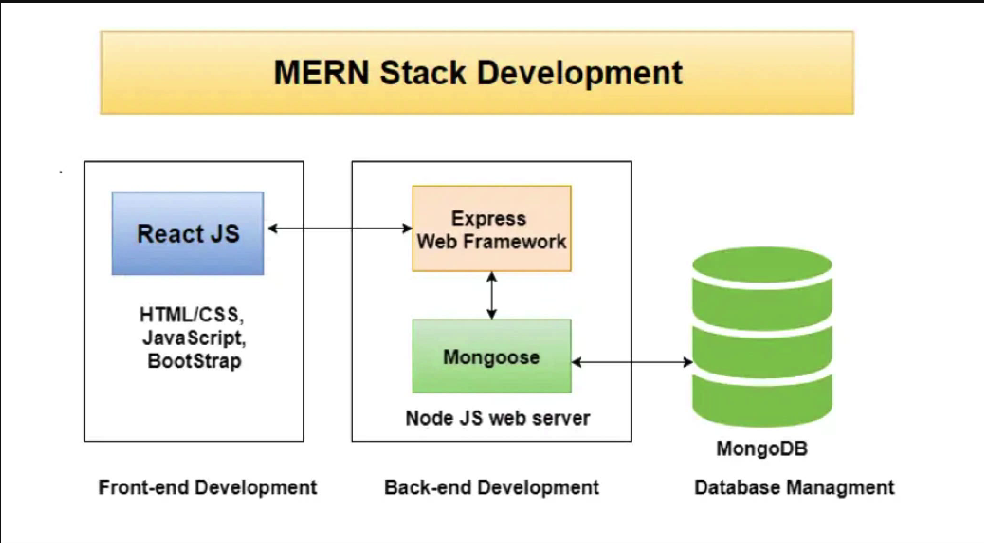 MERN Stack Development
React JS
HTML/CSS,
JavaScript,
BootStrap
Express
Web Framework
Mongoose
Node JS web server
MongoDB
Front-end Development
Back-end Development
Database Managment